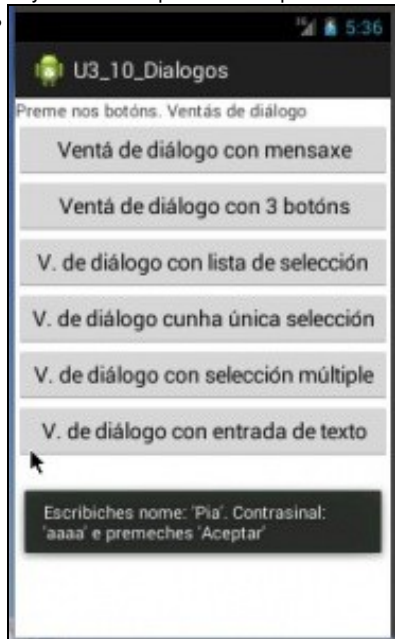 5:36
U3_10_Dialogos
Preme nos botóns. Ventás de diálogo
Ventá de diálogo con mensaxe
Ventá de diálogo con 3 botóns
V. de diálogo con lista de selección
V. de diálogo cunha única selección
V. de diálogo con selección múltiple
V. de diálogo con entrada de texto
Escribiches nome: 'Pia'. Contrasinal:
'aaaa' e premeches 'Aceptar'